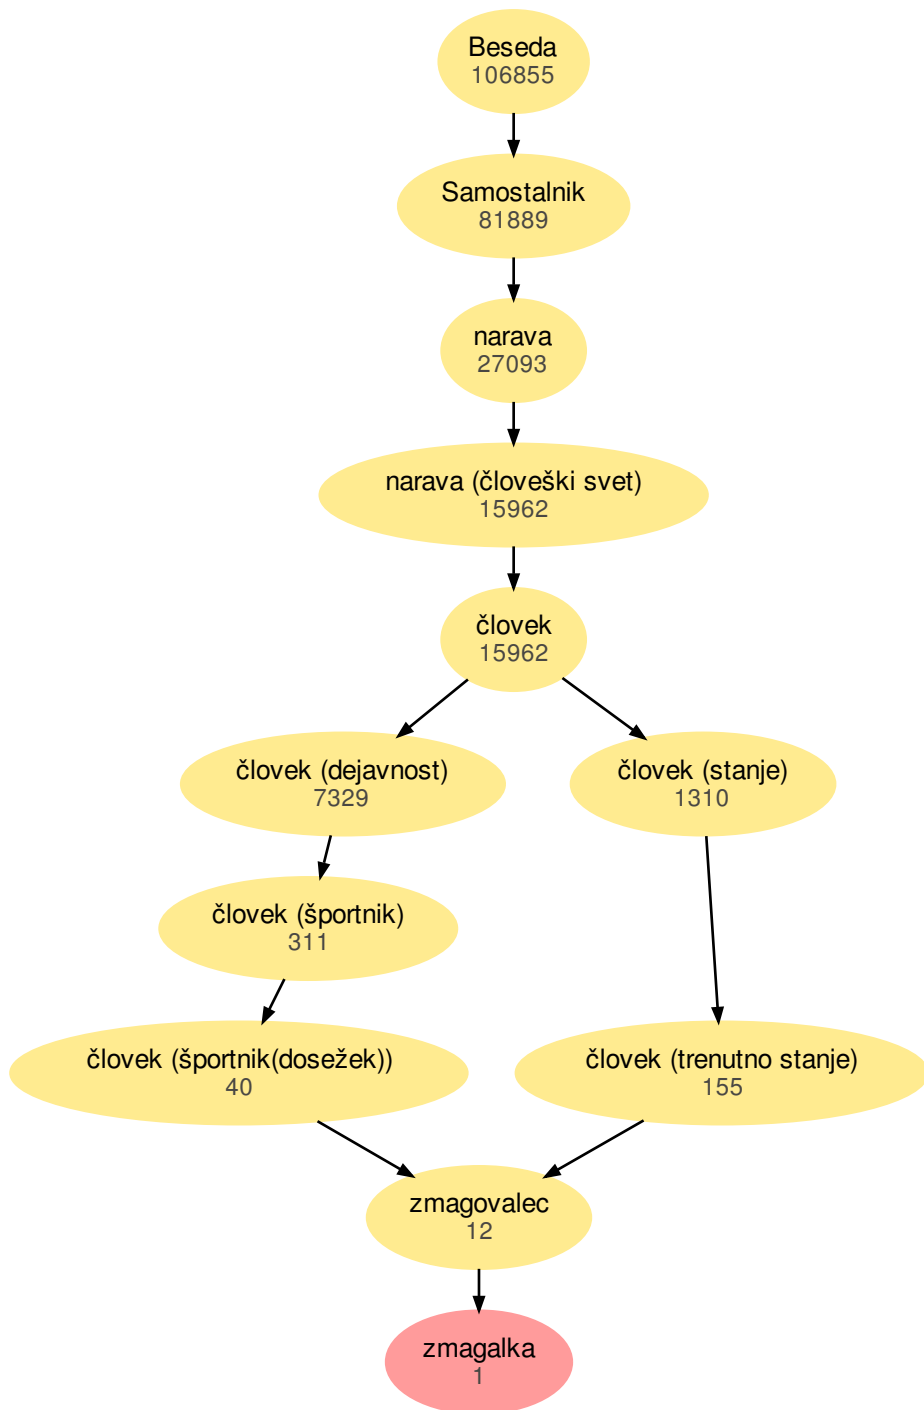 Beseda
106855
Samostalnik
81889
narava
27093
narava (človeški svet)
15962
človek
15962
človek (dejavnost)
7329
človek (stanje)
1310
človek (športnik)
311
človek (športnik(dosežek))
40
človek (trenutno stanje)
155
zmagovalec
12
zmagalka
1